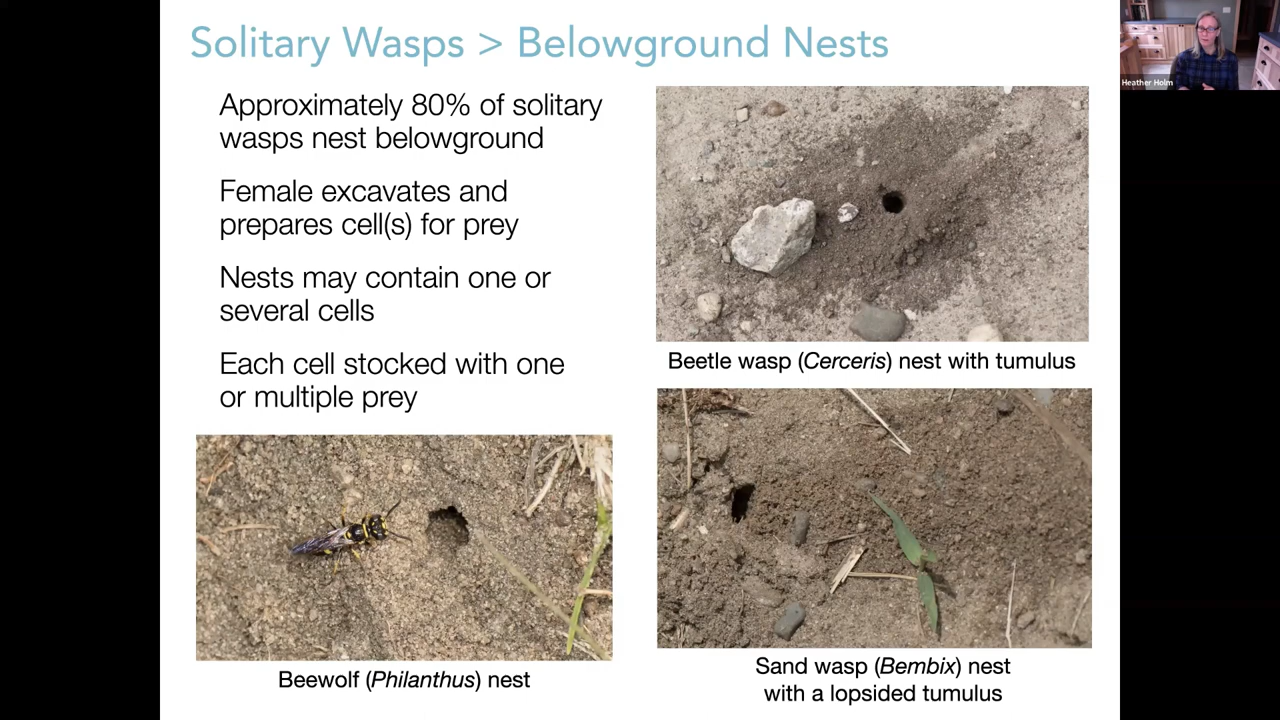 Solitary Wasps > Belowground Nests
Heather Holm
Approximately 80% of solitary
wasps nest belowground
Female excavates and
prepares cell(s) for prey
Nests may contain one or
several cells
Each cell stocked with one
or multiple prey
Beetle wasp (Cerceris) nest with tumulus
Beewolf (Philanthus) nest
Sand wasp (Bembix) nest
with a lopsided tumulus